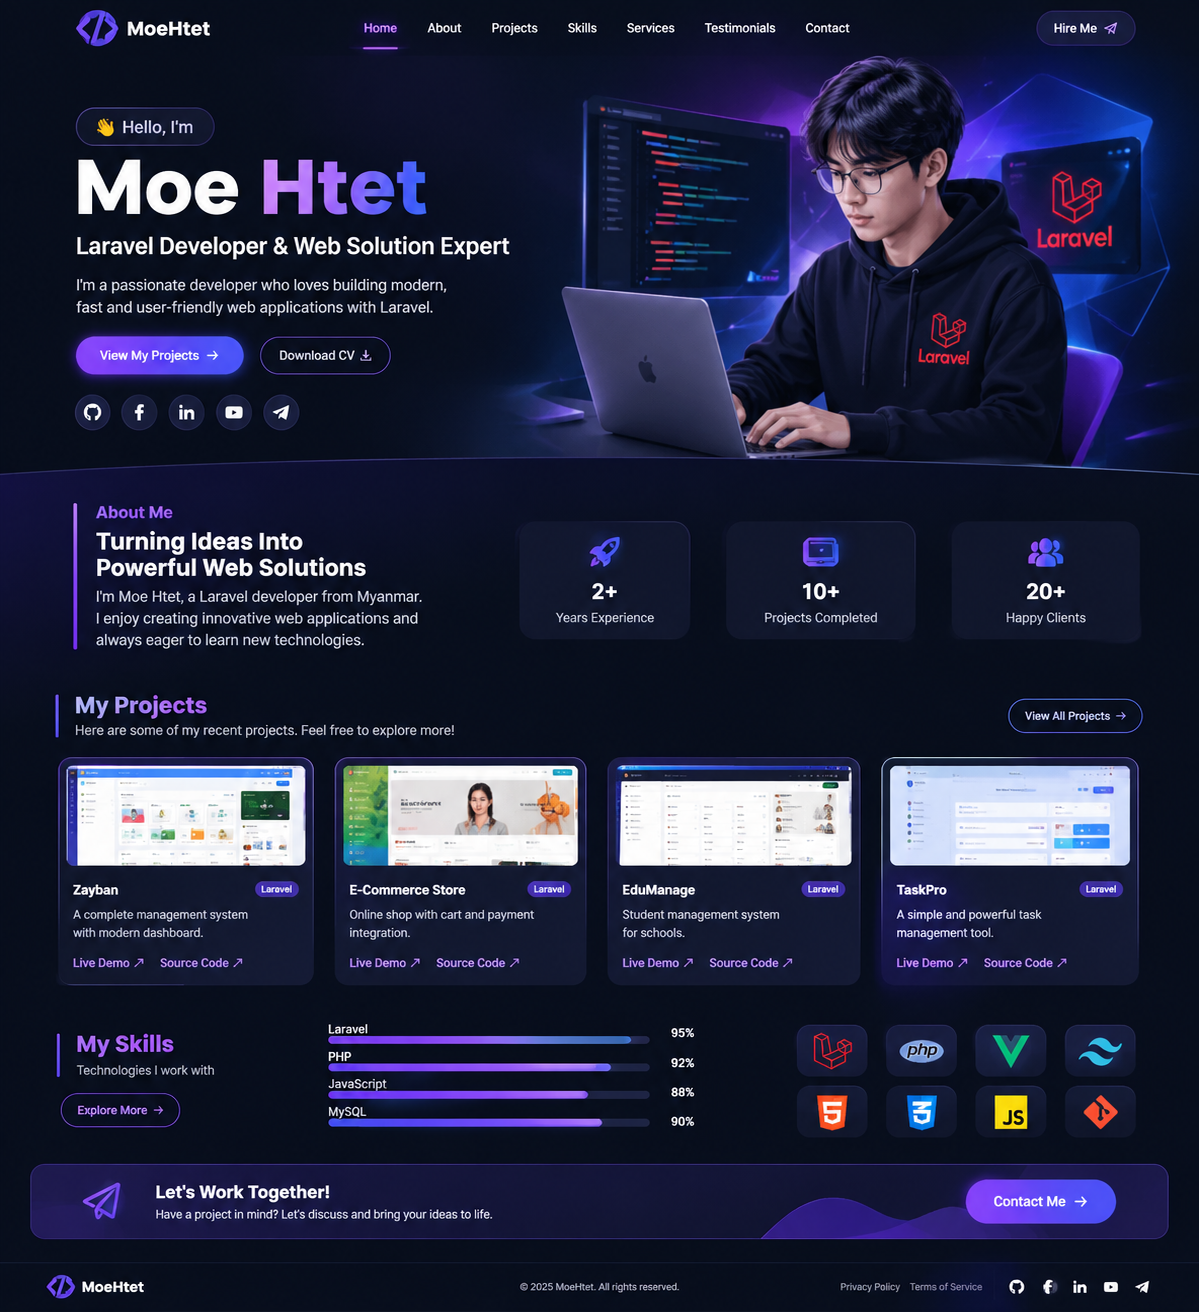 MoeHtet
Home
About
Projects
Skills
Services
Testimonials
Contact
Hire Me
👋 Hello, I'm
Moe Htet
Laravel Developer & Web Solution Expert
I'm a passionate developer who loves building modern,
fast and user-friendly web applications with Laravel.
View My Projects →
Download CV
Laravel
Laravel
About Me
Turning Ideas Into
Powerful Web Solutions
I'm Moe Htet, a Laravel developer from Myanmar.
I enjoy creating innovative web applications and
always eager to learn new technologies.
2+
Years Experience
10+
Projects Completed
20+
Happy Clients
My Projects
Here are some of my recent projects. Feel free to explore more!
View All Projects →
Zayban
Laravel
A complete management system
with modern dashboard.
Live Demo ↗ Source Code ↗
E-Commerce Store
Laravel
Online shop with cart and payment
integration.
Live Demo ↗ Source Code ↗
EduManage
Laravel
Student management system
for schools.
Live Demo ↗ Source Code ↗
TaskPro
Laravel
A simple and powerful task
management tool.
Live Demo ↗ Source Code ↗
My Skills
Technologies I work with
Explore More →
Laravel
95%
PHP
92%
JavaScript
88%
MySQL
90%
php
5
3
JS
Let's Work Together!
Have a project in mind? Let's discuss and bring your ideas to life.
Contact Me →
MoeHtet
© 2025 MoeHtet. All rights reserved.
Privacy Policy Terms of Service